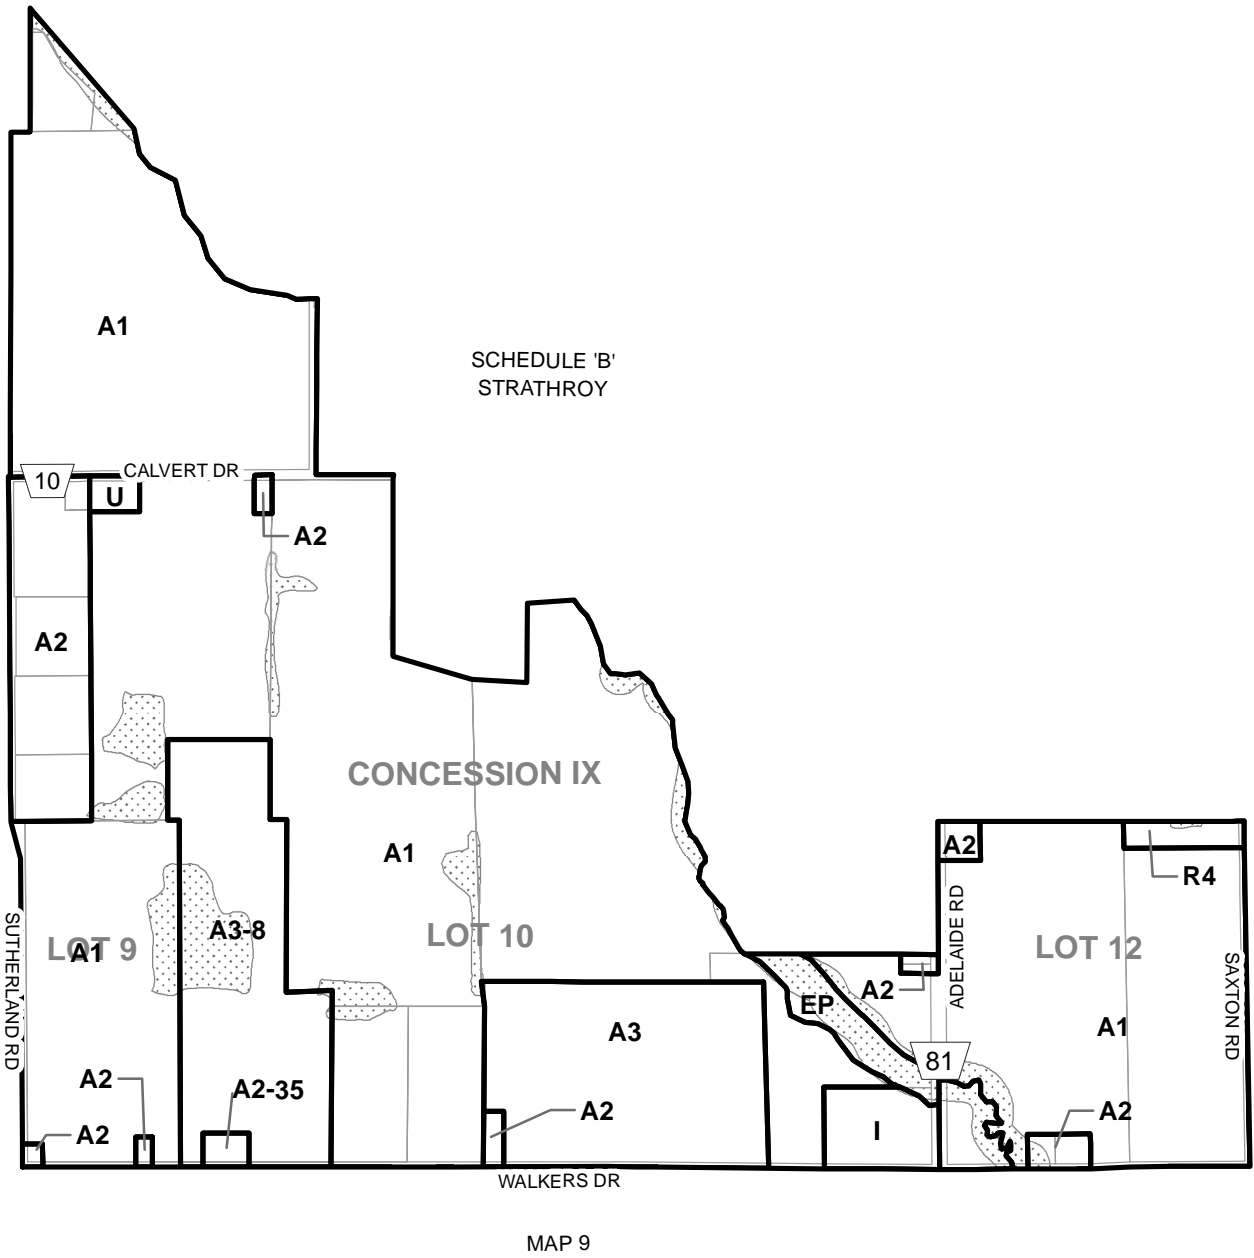 A1
SCHEDULE 'B'
STRATHROY
CALVERT DR
10
U
A2
A2
CONCESSION IX
A1
A2
R4
A3-8
LOT 9
A1
LOT 10
LOT 12
SUTHERLAND RD
ADELAIDE RD
SAXTON RD
A2
EP
A3
A1
81
A2
A2-35
A2
A2
A2
I
WALKERS DR
MAP 9